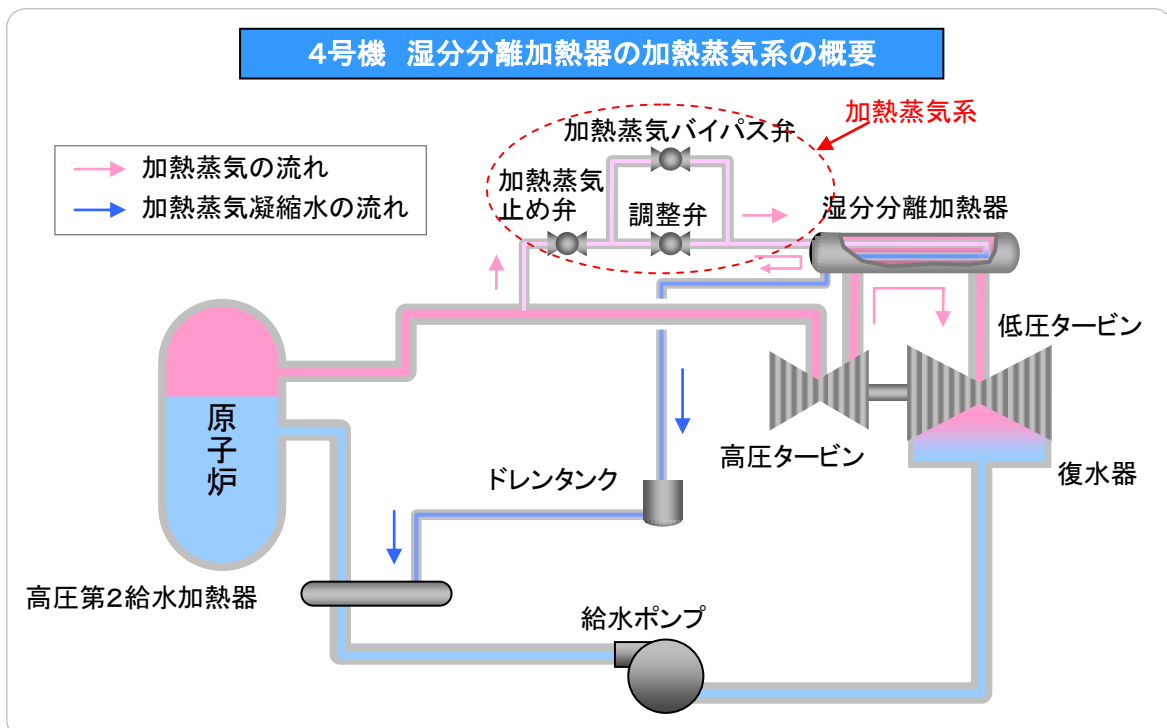 4号機 湿分分離加熱器の加熱蒸気系の概要
加熱蒸気系
加熱蒸気の流れ
加熱蒸気凝縮水の流れ
加熱蒸気バイパス弁
加熱蒸気
止め弁
調整弁
湿分分離加熱器
低圧タービン
原子炉
高圧タービン
復水器
ドレンタンク
高圧第2給水加熱器
給水ポンプ